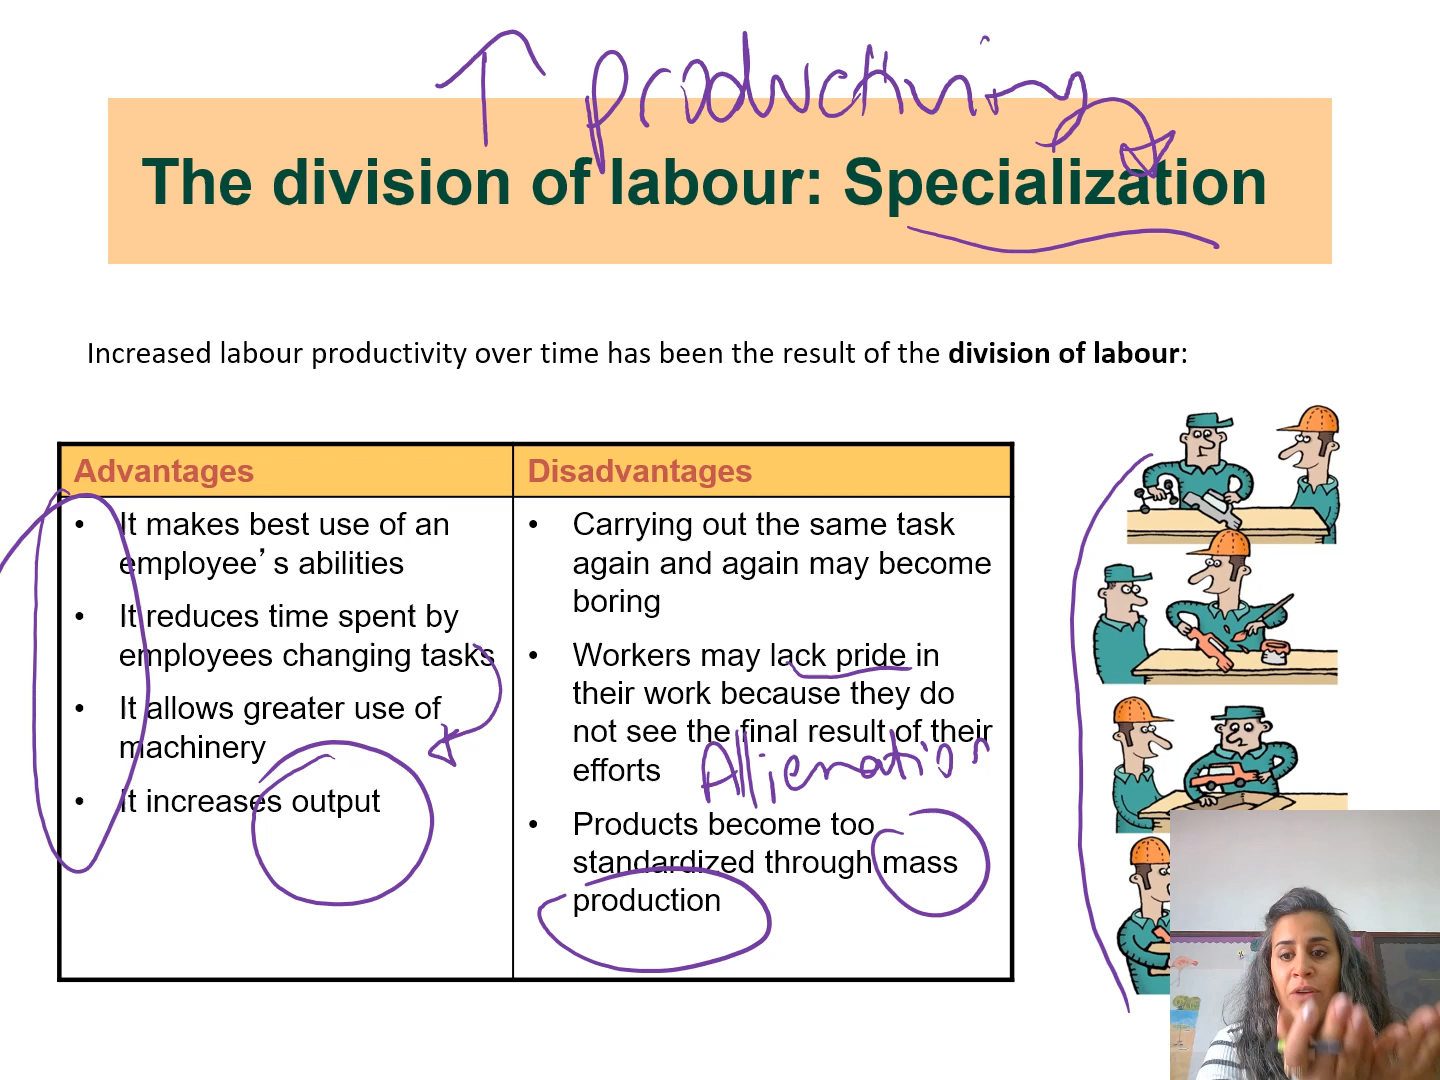 ↑ productivity
The division of labour: Specialization
Increased labour productivity over time has been the result of the division of labour:
Advantages
• It makes best use of an
employee’s abilities
• It reduces time spent by
employees changing tasks
• It allows greater use of
machinery
• It increases output
Disadvantages
• Carrying out the same task
again and again may become
boring
• Workers may lack pride in
their work because they do
not see the final result of their
efforts
Allienation
• Products become too
standardized through mass
production